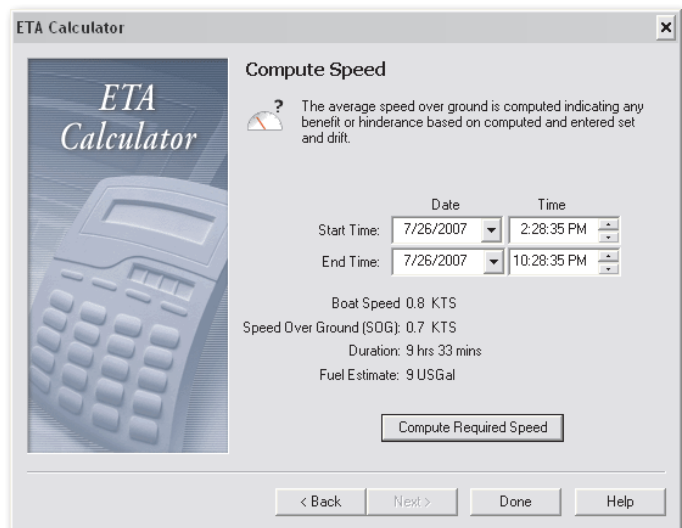 ETA Calculator
ETA
Calculator
Compute Speed
?
The average speed over ground is computed indicating any
benefit or hinderance based on computed and entered set
and drift.
Date Time
Start Time: 7/26/2007 2:28:35 PM
End Time: 7/26/2007 10:28:35 PM
Boat Speed 0.8 KTS
Speed Over Ground (SOG): 0.7 KTS
Duration: 9 hrs 33 mins
Fuel Estimate: 9 USGal
Compute Required Speed
< Back Next > Done Help